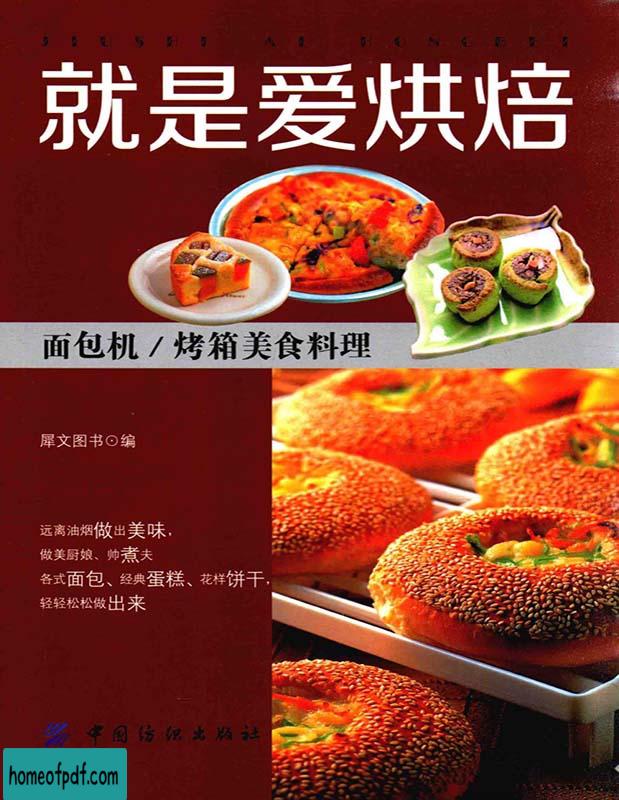 JIUSHI AI HONGBEI
就是爱烘焙
面包机/烤箱美食料理
犀文图书⊙编
远离油烟做出美味，
做美厨娘、帅煮夫
各式面包、经典蛋糕、花样饼干，
轻轻松松做出来
中国纺织出版社
homeofpdf.com